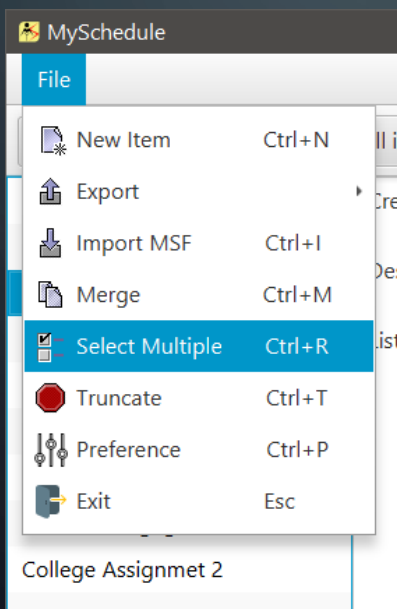 MySchedule
File
New Item Ctrl+N
Export
Import MSF Ctrl+I
Merge Ctrl+M
Select Multiple Ctrl+R
Truncate Ctrl+T
Preference Ctrl+P
Exit Esc
College Assignmet 2